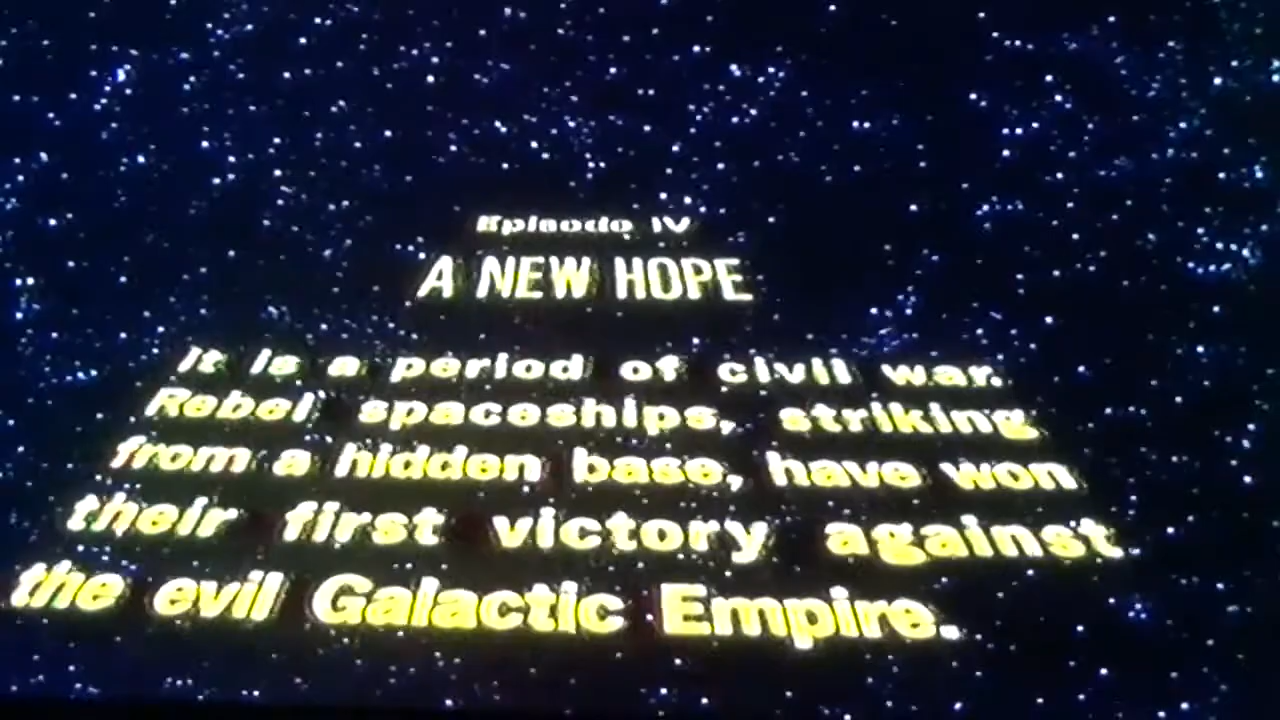 Episode IV
A NEW HOPE
It is a period of civil war.
Rebel spaceships, striking
from a hidden base, have won
their first victory against
the evil Galactic Empire.